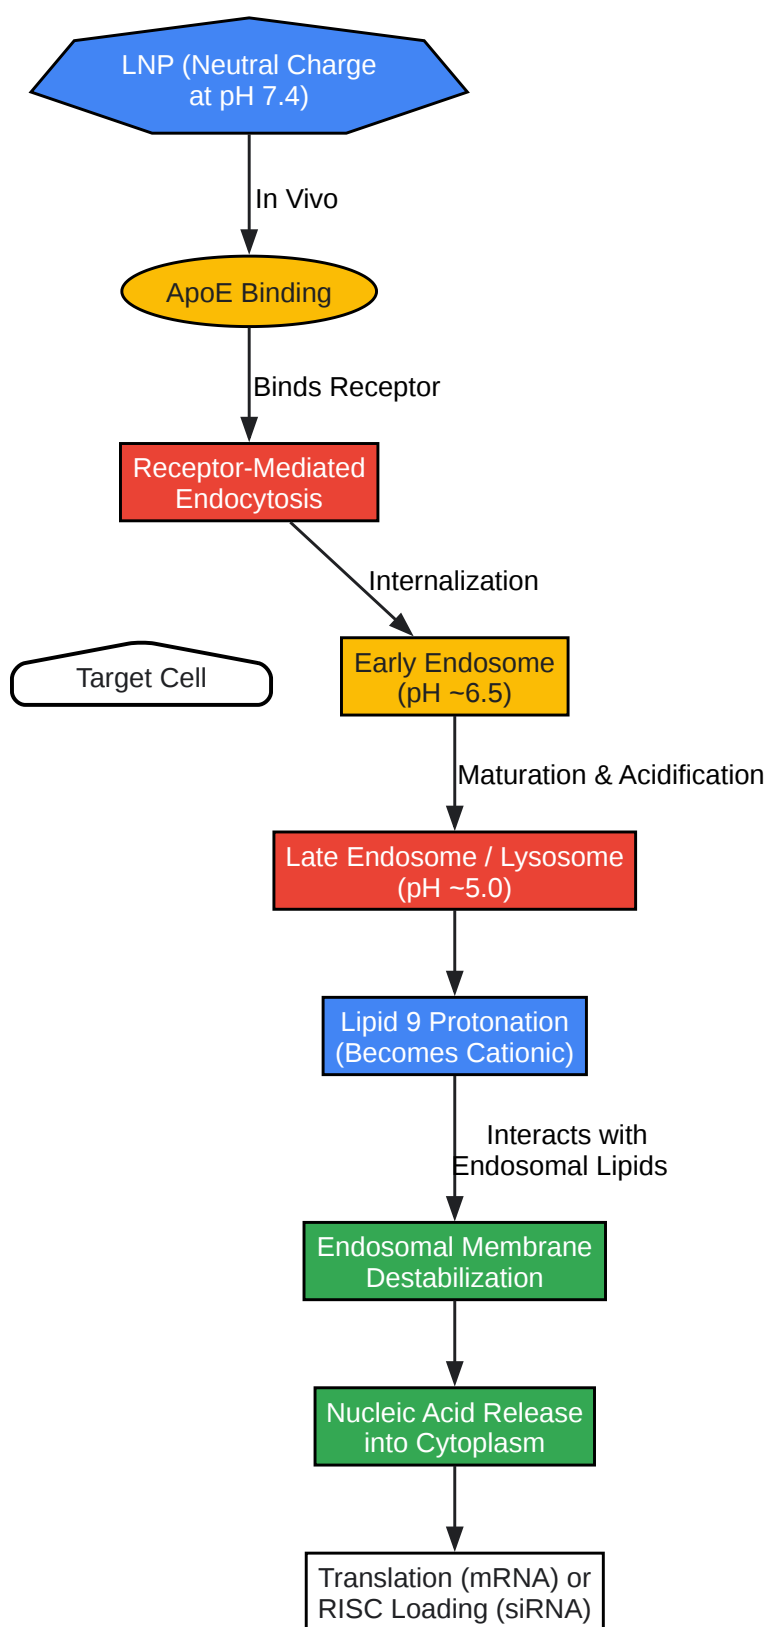 LNP (Neutral Charge
at pH 7.4)
In Vivo
ApoE Binding
Binds Receptor
Receptor-Mediated
Endocytosis
Internalization
Early Endosome
(pH ~6.5)
Target Cell
Maturation & Acidification
Late Endosome / Lysosome
(pH ~5.0)
Lipid 9 Protonation
(Becomes Cationic)
Interacts with
Endosomal Lipids
Endosomal Membrane
Destabilization
Nucleic Acid Release
into Cytoplasm
Translation (mRNA) or
RISC Loading (siRNA)